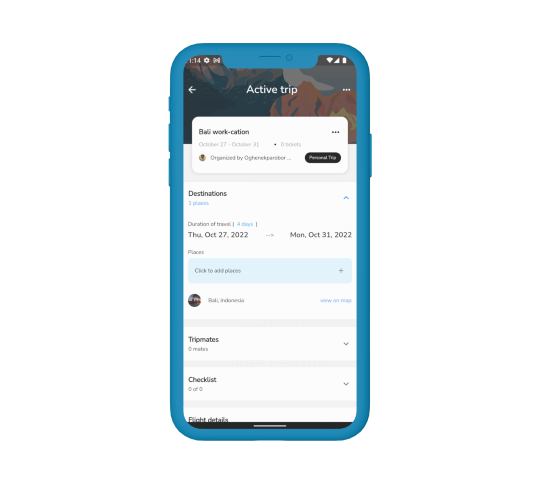 1:14
Active trip
Bali work-cation
October 27 - October 31 • 0 tickets
Organized by Oghenekparobor ...
Personal Trip
Destinations
1 places
Duration of travel | 4 days |
Thu, Oct 27, 2022 --> Mon, Oct 31, 2022
Places
Click to add places +
Bali, Indonesia view on map
Tripmates
0 mates
Checklist
0 of 0
Flight details